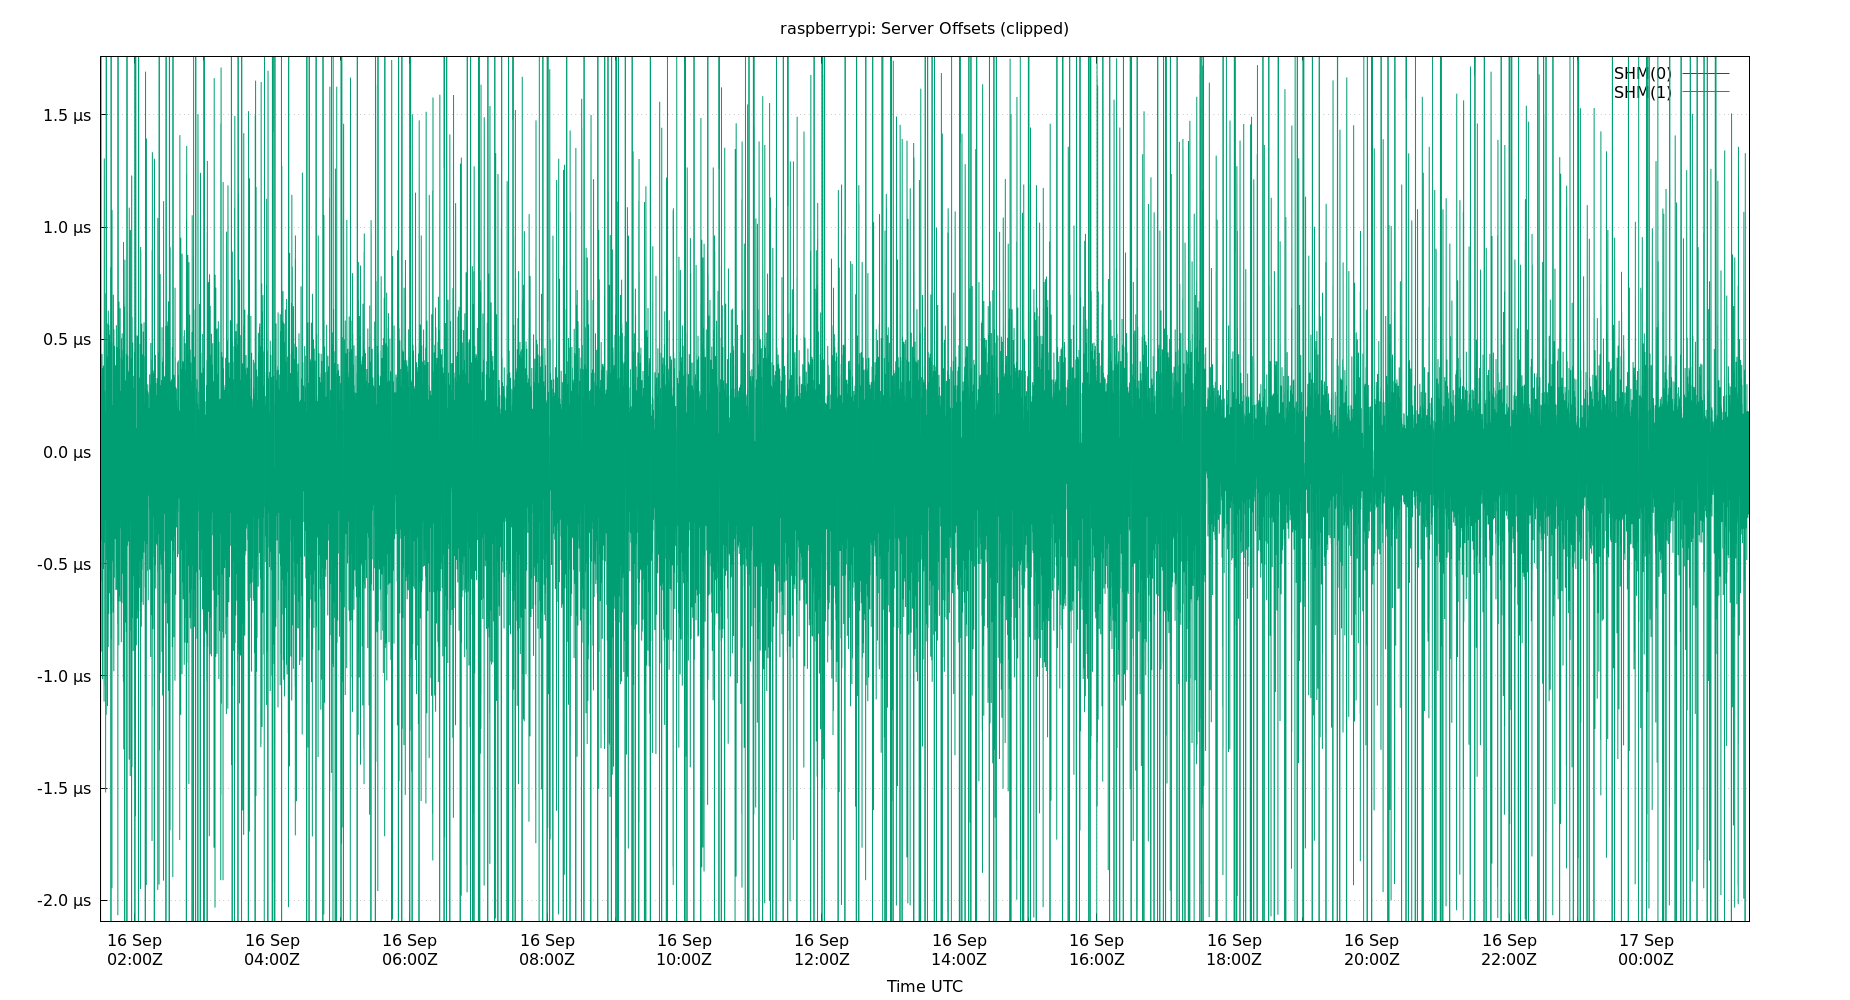 raspberrypi: Server Offsets (clipped)
SHM(0)
SHM(1)
1.5 µs
1.0 µs
0.5 µs
0.0 µs
-0.5 µs
-1.0 µs
-1.5 µs
-2.0 µs
16 Sep 16 Sep 16 Sep 16 Sep 16 Sep 16 Sep 16 Sep 16 Sep 16 Sep 16 Sep 16 Sep 17 Sep
02:00Z 04:00Z 06:00Z 08:00Z 10:00Z 12:00Z 14:00Z 16:00Z 18:00Z 20:00Z 22:00Z 00:00Z
Time UTC